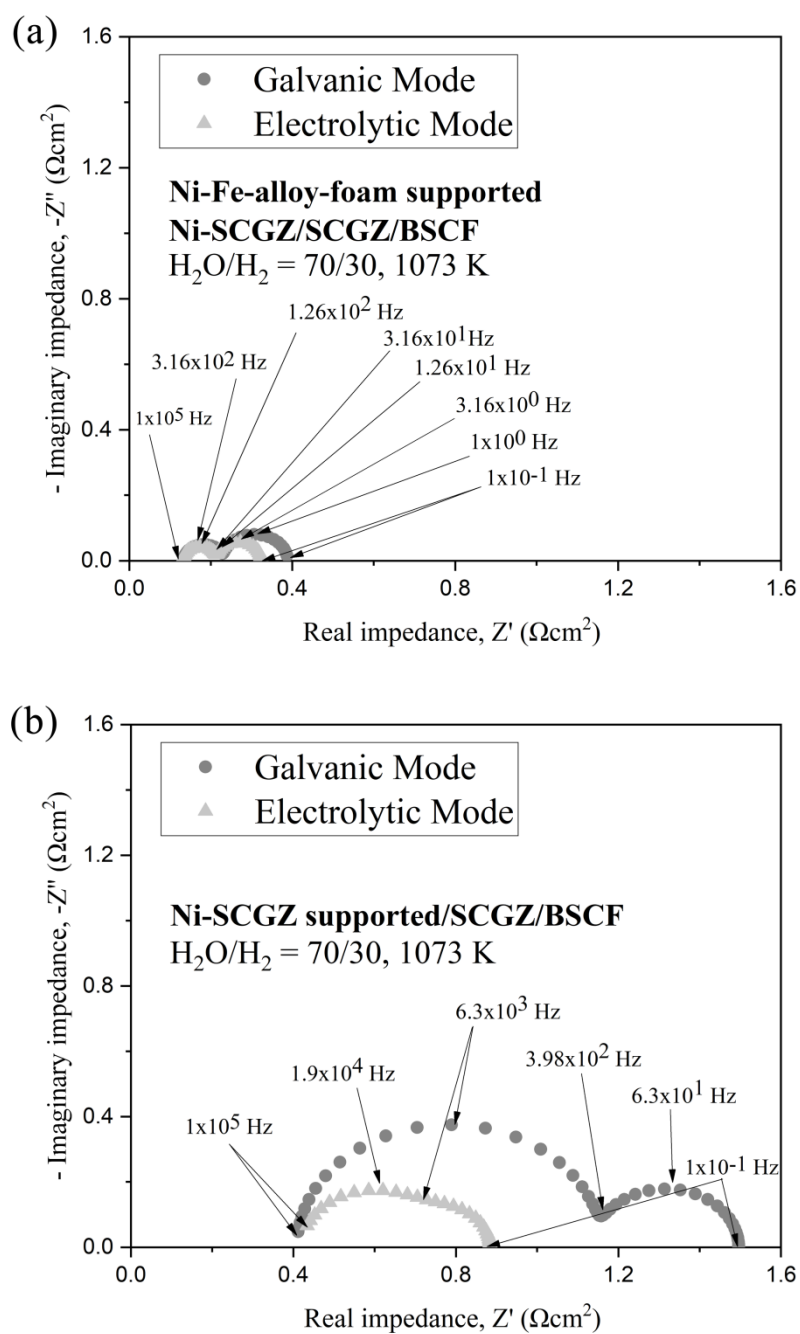 (a)
1.6
1.2
0.8
0.4
0.0
- Imaginary impedance, -Z" (Ωcm²)
Galvanic Mode
Electrolytic Mode
Ni-Fe-alloy-foam supported
Ni-SCGZ/SCGZ/BSCF
H₂O/H₂ = 70/30, 1073 K
1.26x10² Hz
3.16x10¹Hz
3.16x10² Hz
1.26x10¹ Hz
1x10⁵ Hz
3.16x10⁰ Hz
1x10⁰ Hz
1x10-1 Hz
0.0 0.4 0.8 1.2 1.6
Real impedance, Z' (Ωcm²)
(b)
1.6
1.2
0.8
0.4
0.0
- Imaginary impedance, -Z" (Ωcm²)
Galvanic Mode
Electrolytic Mode
Ni-SCGZ supported/SCGZ/BSCF
H₂O/H₂ = 70/30, 1073 K
6.3x10³ Hz
1.9x10⁴ Hz
3.98x10² Hz
1x10⁵ Hz
6.3x10¹ Hz
1x10-1 Hz
0.0 0.4 0.8 1.2 1.6
Real impedance, Z' (Ωcm²)